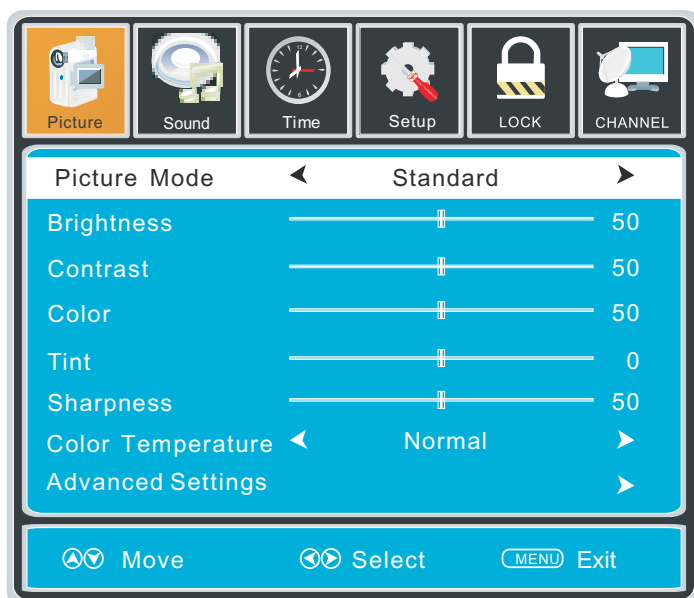 Picture Sound Time Setup LOCK CHANNEL
Picture Mode Standard
Brightness 50
Contrast 50
Color 50
Tint 0
Sharpness 50
Color Temperature Normal
Advanced Settings
Move Select MENU Exit